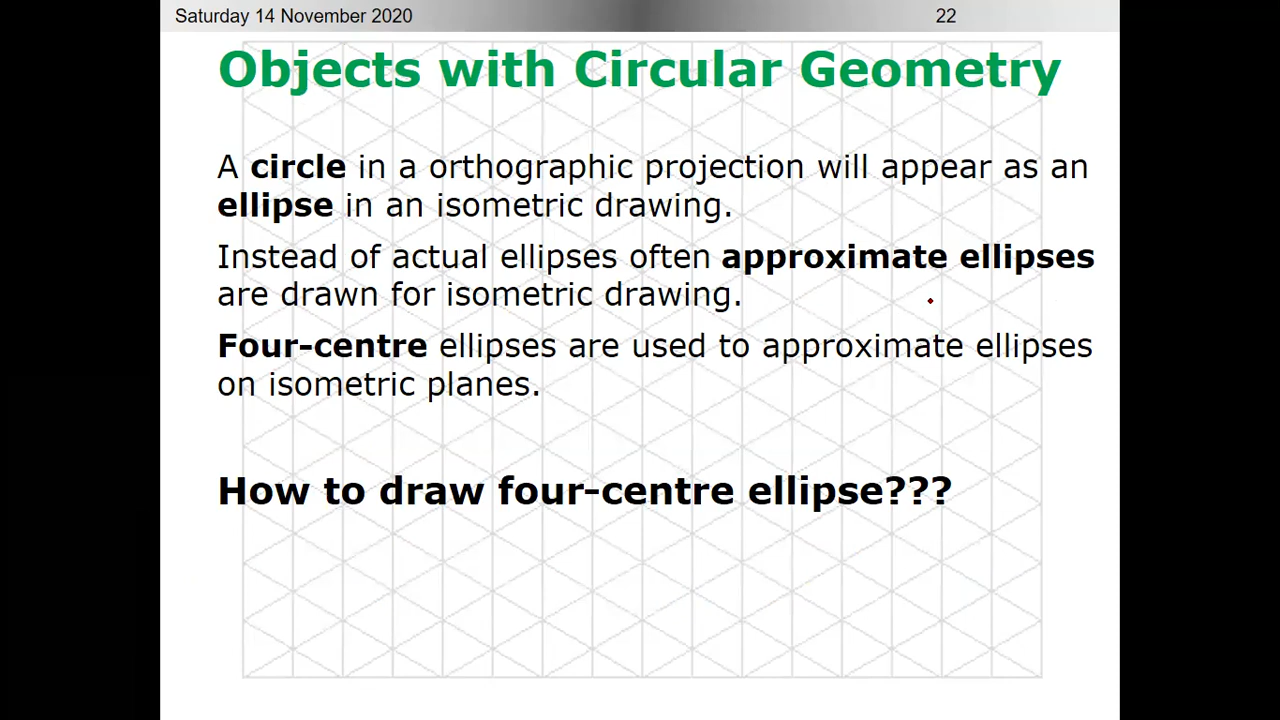 Saturday 14 November 2020
22
Objects with Circular Geometry
A circle in a orthographic projection will appear as an
ellipse in an isometric drawing.
Instead of actual ellipses often approximate ellipses
are drawn for isometric drawing.
Four-centre ellipses are used to approximate ellipses
on isometric planes.
How to draw four-centre ellipse???